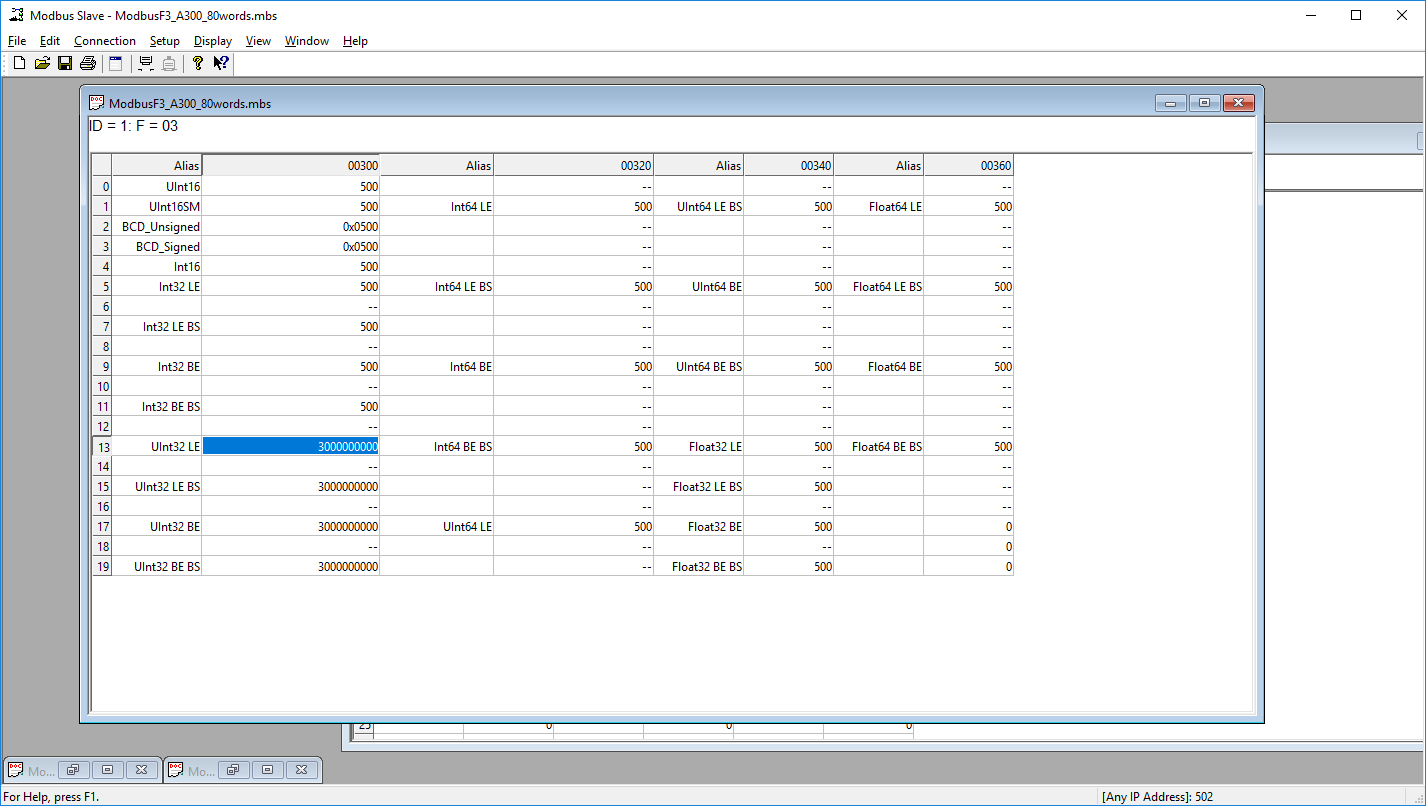 Modbus Slave - ModbusF3_A300_80words.mbs
File Edit Connection Setup Display View Window Help
ModbusF3_A300_80words.mbs
ID = 1: F = 03
Alias 00300 Alias 00320 Alias 00340 Alias 00360
0 UInt16 500 -- -- --
1 UInt16SM 500 Int64 LE 500 UInt64 LE BS 500 Float64 LE 500
2 BCD_Unsigned 0x0500 -- -- --
3 BCD_Signed 0x0500 -- -- --
4 Int16 500 -- -- --
5 Int32 LE 500 Int64 LE BS 500 UInt64 BE 500 Float64 LE BS 500
6 -- -- -- --
7 Int32 LE BS 500 -- -- --
8 -- -- -- --
9 Int32 BE 500 Int64 BE 500 UInt64 BE BS 500 Float64 BE 500
10 -- -- -- --
11 Int32 BE BS 500 -- -- --
12 -- -- -- --
13 UInt32 LE 3000000000 Int64 BE BS 500 Float32 LE 500 Float64 BE BS 500
14 -- -- -- --
15 UInt32 LE BS 3000000000 -- Float32 LE BS 500 --
16 -- -- -- --
17 UInt32 BE 3000000000 UInt64 LE 500 Float32 BE 500 0
18 -- -- -- 0
19 UInt32 BE BS 3000000000 -- Float32 BE BS 500 0
25 0 0 0
Mo... Mo...
For Help, press F1. [Any IP Address]: 502